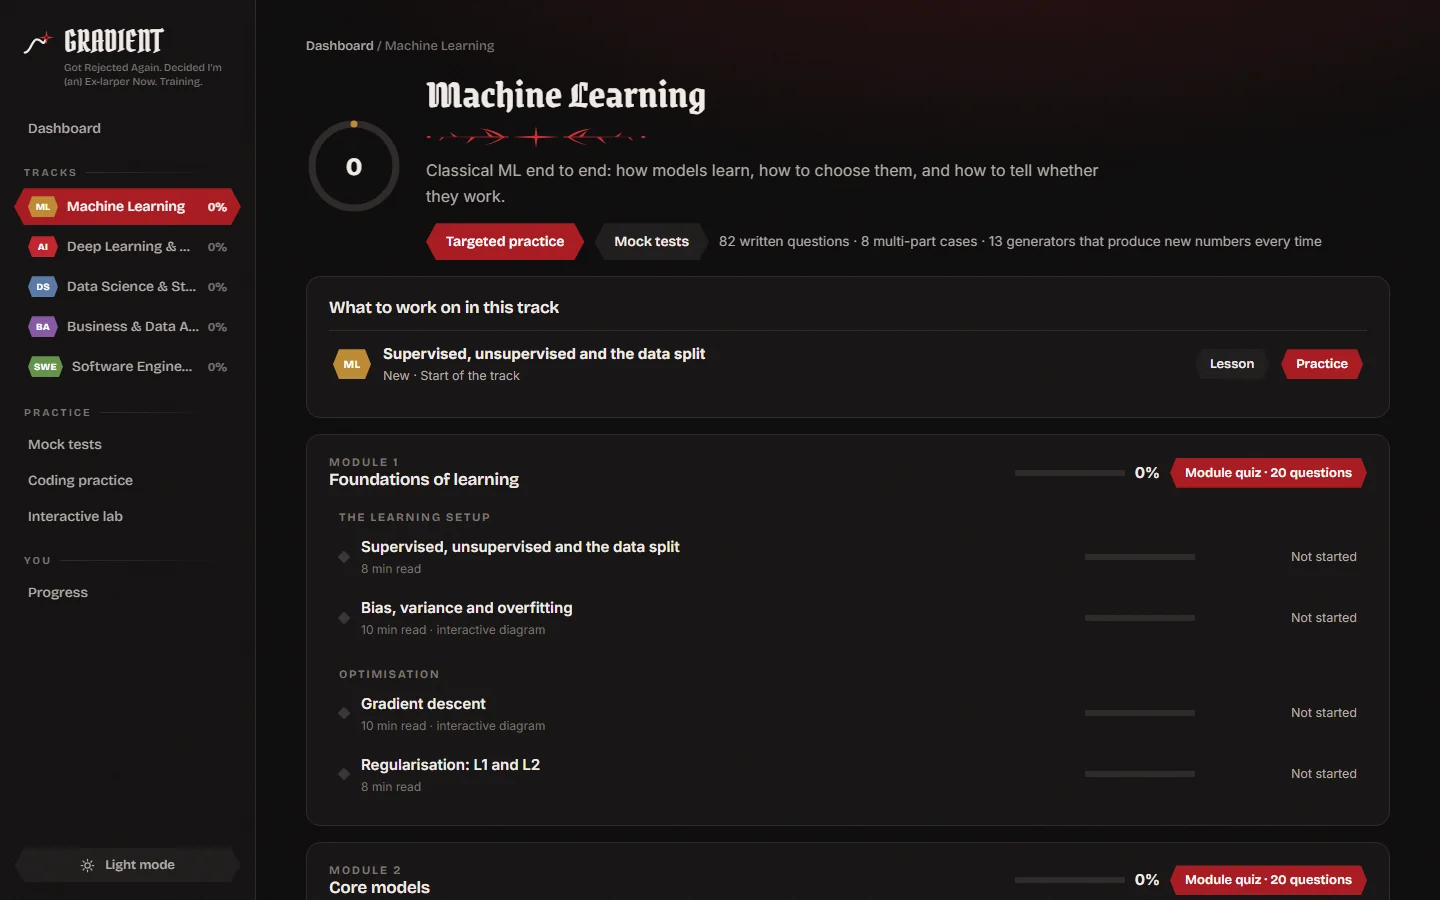 GRADIENT
Got Rejected Again. Decided I'm
(an) Ex-larper Now. Training.
Dashboard
TRACKS
ML Machine Learning 0%
AI Deep Learning & ... 0%
DS Data Science & St... 0%
BA Business & Data A... 0%
SWE Software Engine... 0%
PRACTICE
Mock tests
Coding practice
Interactive lab
YOU
Progress
Light mode
Dashboard / Machine Learning
0
Machine Learning
Classical ML end to end: how models learn, how to choose them, and how to tell whether
they work.
Targeted practice Mock tests 82 written questions · 8 multi-part cases · 13 generators that produce new numbers every time
What to work on in this track
ML Supervised, unsupervised and the data split
New · Start of the track
Lesson Practice
MODULE 1
Foundations of learning
0% Module quiz · 20 questions
THE LEARNING SETUP
Supervised, unsupervised and the data split
8 min read
Not started
Bias, variance and overfitting
10 min read · interactive diagram
Not started
OPTIMISATION
Gradient descent
10 min read · interactive diagram
Not started
Regularisation: L1 and L2
8 min read
Not started
MODULE 2
Core models
0% Module quiz · 20 questions